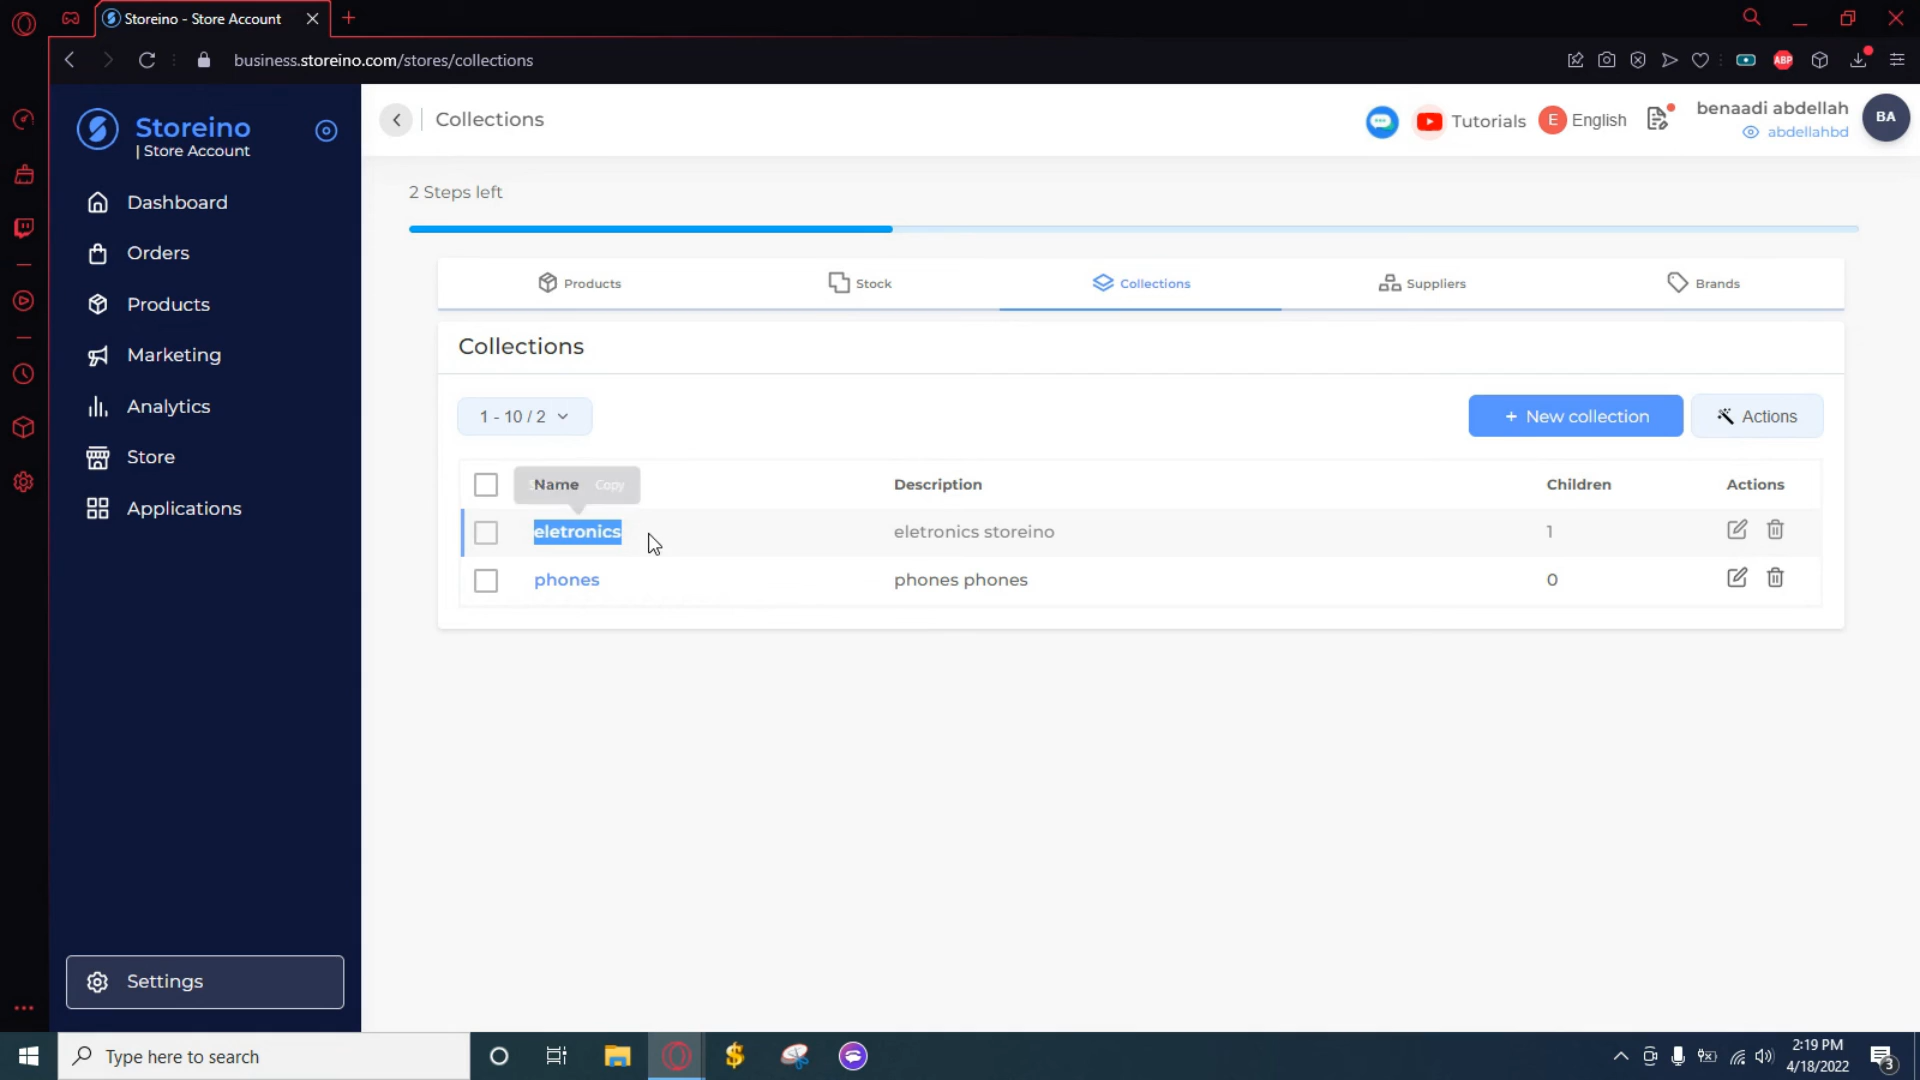 Storeino - Store Account
business.storeino.com/stores/collections
ABP
Storeino
| Store Account
Dashboard
Orders
Products
Marketing
Analytics
Store
Applications
Settings
Collections
Tutorials
E English
benaadi abdellah
abdellahbd
BA
2 Steps left
Products
Stock
Collections
Suppliers
Brands
Collections
1 - 10 / 2
+ New collection
Actions
Name Copy
Description
Children
Actions
eletronics
eletronics storeino
1
phones
phones phones
0
Type here to search
2:19 PM
4/18/2022
3